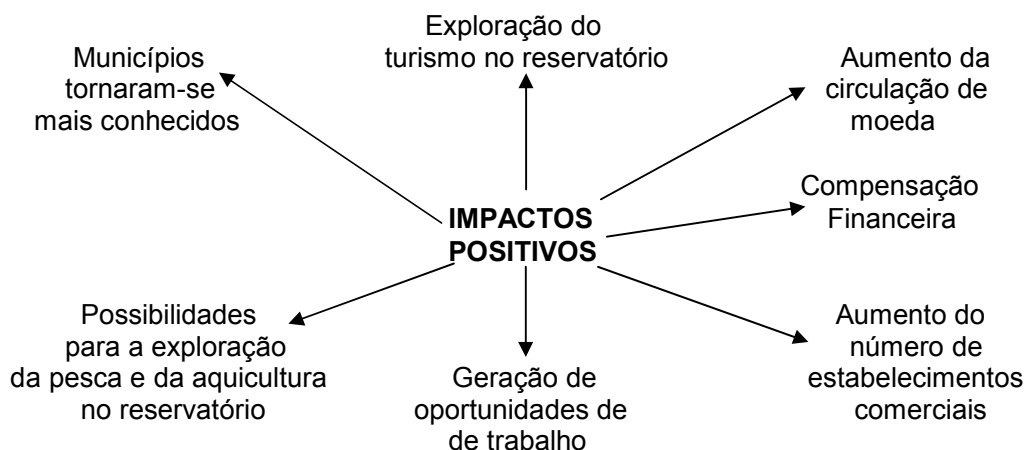 Municípios
tornaram-se
mais conhecidos
Exploração do
turismo no reservatório
Aumento da
circulação de
moeda
IMPACTOS
POSITIVOS
Compensação
Financeira
Possibilidades
para a exploração
da pesca e da aquicultura
no reservatório
Geração de
oportunidades de
de trabalho
Aumento do
número de
estabelecimentos
comerciais